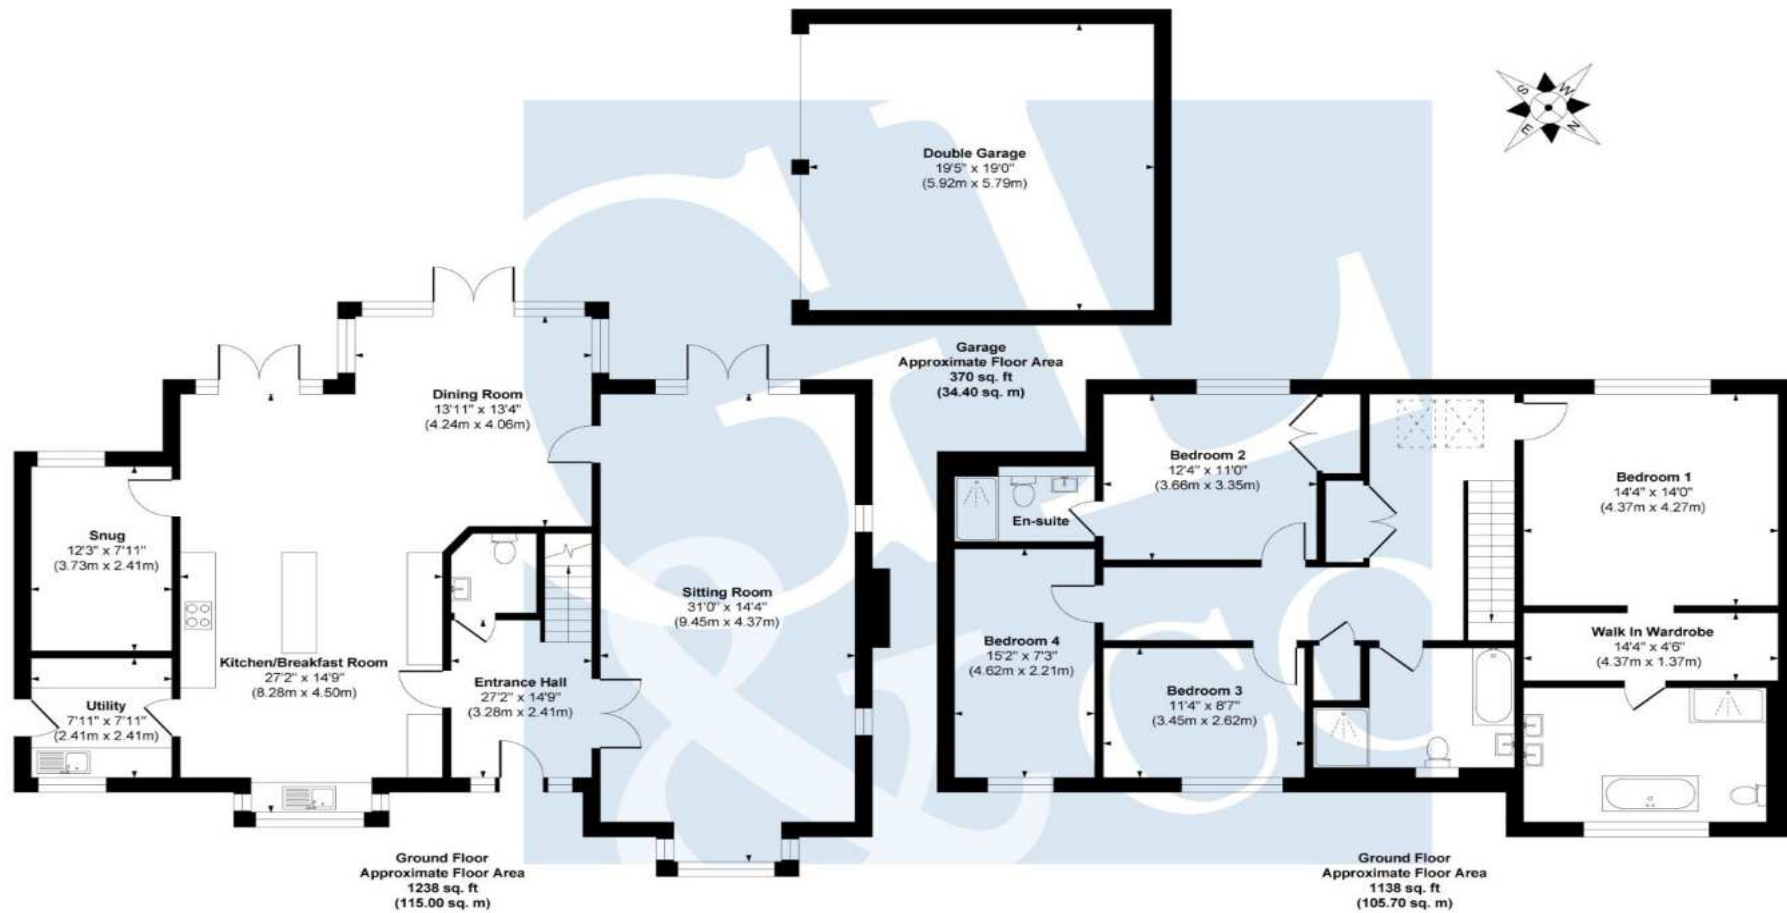 Double Garage
19'5" x 19'0"
(5.92m x 5.79m)
S
W
E
N
Garage
Approximate Floor Area
370 sq. ft
(34.40 sq. m)
Dining Room
13'11" x 13'4"
(4.24m x 4.06m)
Snug
12'3" x 7'11"
(3.73m x 2.41m)
Sitting Room
31'0" x 14'4"
(9.45m x 4.37m)
Kitchen/Breakfast Room
27'2" x 14'9"
(8.28m x 4.50m)
Entrance Hall
27'2" x 14'9"
(3.28m x 2.41m)
Utility
7'11" x 7'11"
(2.41m x 2.41m)
Ground Floor
Approximate Floor Area
1238 sq. ft
(115.00 sq. m)
Bedroom 2
12'4" x 11'0"
(3.66m x 3.35m)
Bedroom 1
14'4" x 14'0"
(4.37m x 4.27m)
En-suite
Bedroom 4
15'2" x 7'3"
(4.62m x 2.21m)
Walk In Wardrobe
14'4" x 4'6"
(4.37m x 1.37m)
Bedroom 3
11'4" x 8'7"
(3.45m x 2.62m)
Ground Floor
Approximate Floor Area
1138 sq. ft
(105.70 sq. m)
GL
& Co